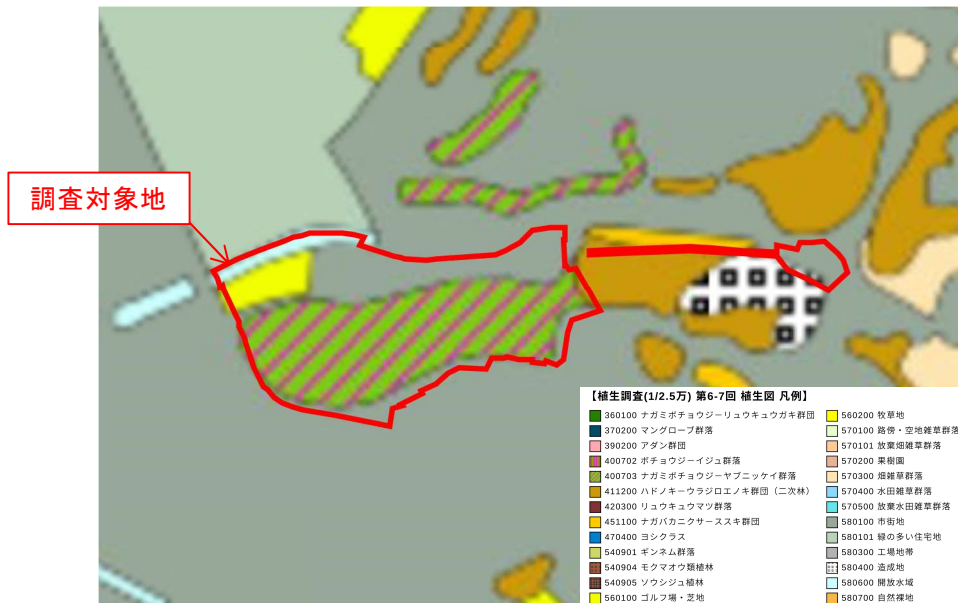 調査対象地
【植生調査(1/2.5万) 第6-7回 植生図 凡例】
360100 ナガミボチョウジーリュウキュウガキ群団
370200 マングローブ群落
390200 アダン群団
400702 ボチョウジーイジュ群落
400703 ナガミボチョウジーヤブニッケイ群落
411200 ハドノキーウラジロエノキ群団（二次林）
420300 リュウキュウマツ群落
451100 ナガバカニクサーススキ群団
470400 ヨシクラス
540901 ギンネム群落
540904 モクマオウ類植林
540905 ソウシジュ植林
560100 ゴルフ場・芝地
560200 牧草地
570100 路傍・空地雑草群落
570101 放棄畑雑草群落
570200 果樹園
570300 畑雑草群落
570400 水田雑草群落
570500 放棄水田雑草群落
580100 市街地
580101 緑の多い住宅地
580300 工場地帯
580400 造成地
580600 開放水域
580700 自然裸地